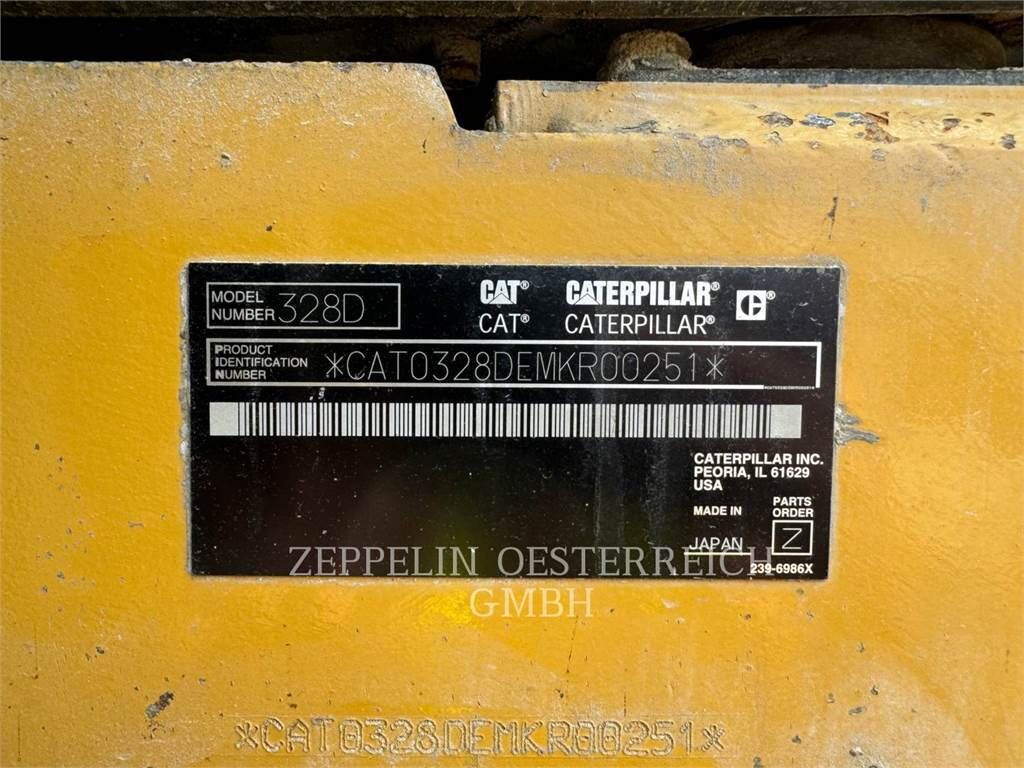 MODEL NUMBER 328D
CAT® CATERPILLAR® C®
CAT® CATERPILLAR®
PRODUCT IDENTIFICATION NUMBER *CAT0328DEMKR00251*
CATERPILLAR INC.
PEORIA, IL 61629
USA
MADE IN JAPAN
PARTS ORDER Z
239-6986X
ZEPPELIN OESTERREICH
GMBH
*CAT0328DEMKR00251*